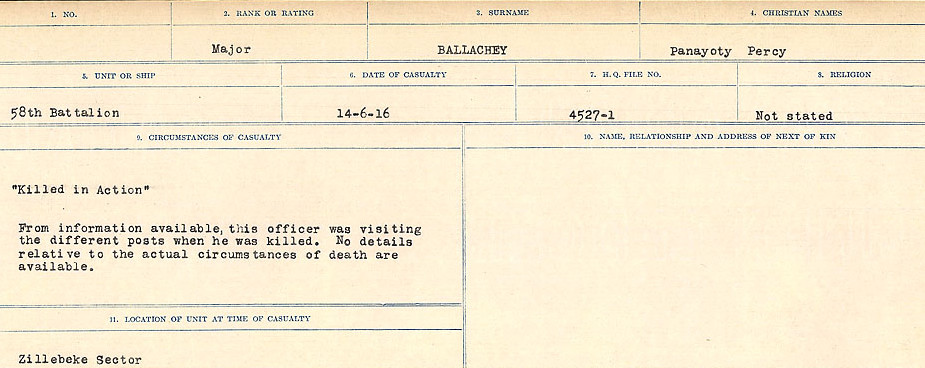 1. NO. 2. RANK OR RATING 3. SURNAME 4. CHRISTIAN NAMES
Major BALLACHEY Panayoty Percy
5. UNIT OR SHIP 6. DATE OF CASUALTY 7. H.Q. FILE NO. 8. RELIGION
58th Battalion 14-6-16 4527-1 Not stated
9. CIRCUMSTANCES OF CASUALTY 10. NAME, RELATIONSHIP AND ADDRESS OF NEXT OF KIN
"Killed in Action"
From information available, this officer was visiting
the different posts when he was killed. No details
relative to the actual circumstances of death are
available.
11. LOCATION OF UNIT AT TIME OF CASUALTY
Zillebeke Sector